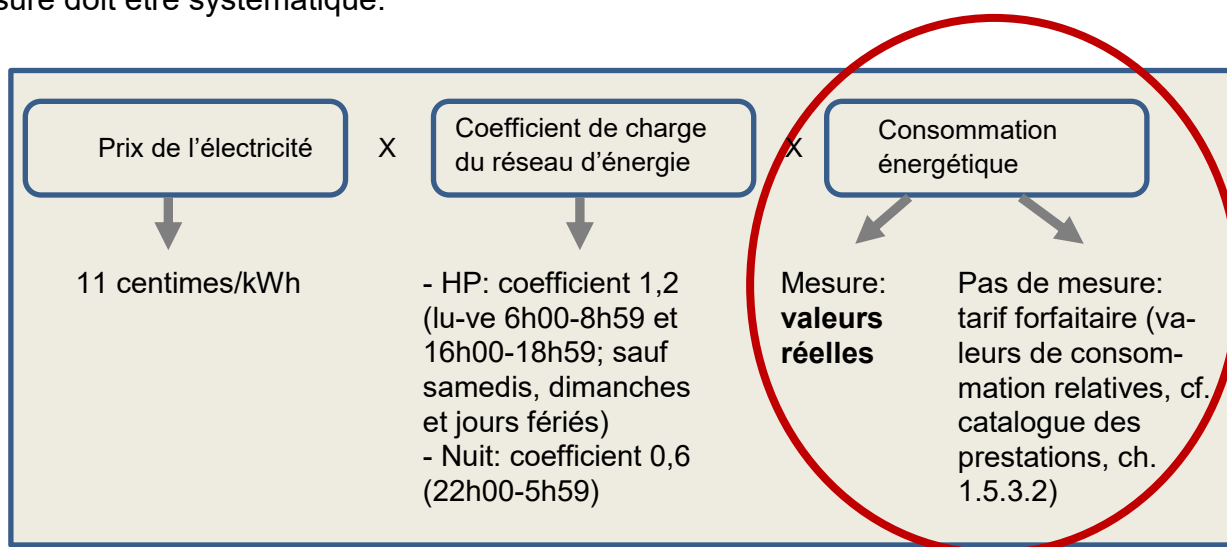 sure doit être systématique.
Prix de l’électricité
X
Coefficient de charge
du réseau d’énergie
X
Consommation
énergétique
11 centimes/kWh
- HP: coefficient 1,2
(lu-ve 6h00-8h59 et
16h00-18h59; sauf
samedis, dimanches
et jours fériés)
- Nuit: coefficient 0,6
(22h00-5h59)
Mesure:
valeurs
réelles
Pas de mesure:
tarif forfaitaire (va-
leurs de consom-
mation relatives, cf.
catalogue des
prestations, ch.
1.5.3.2)